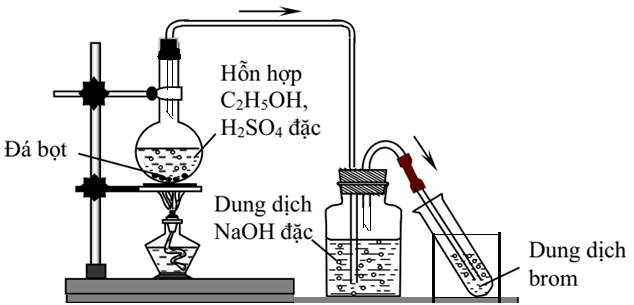 Hỗn hợp
C2H5OH,
H2SO4 đặc
Đá bọt
Dung dịch
NaOH đặc
Dung dịch
brom